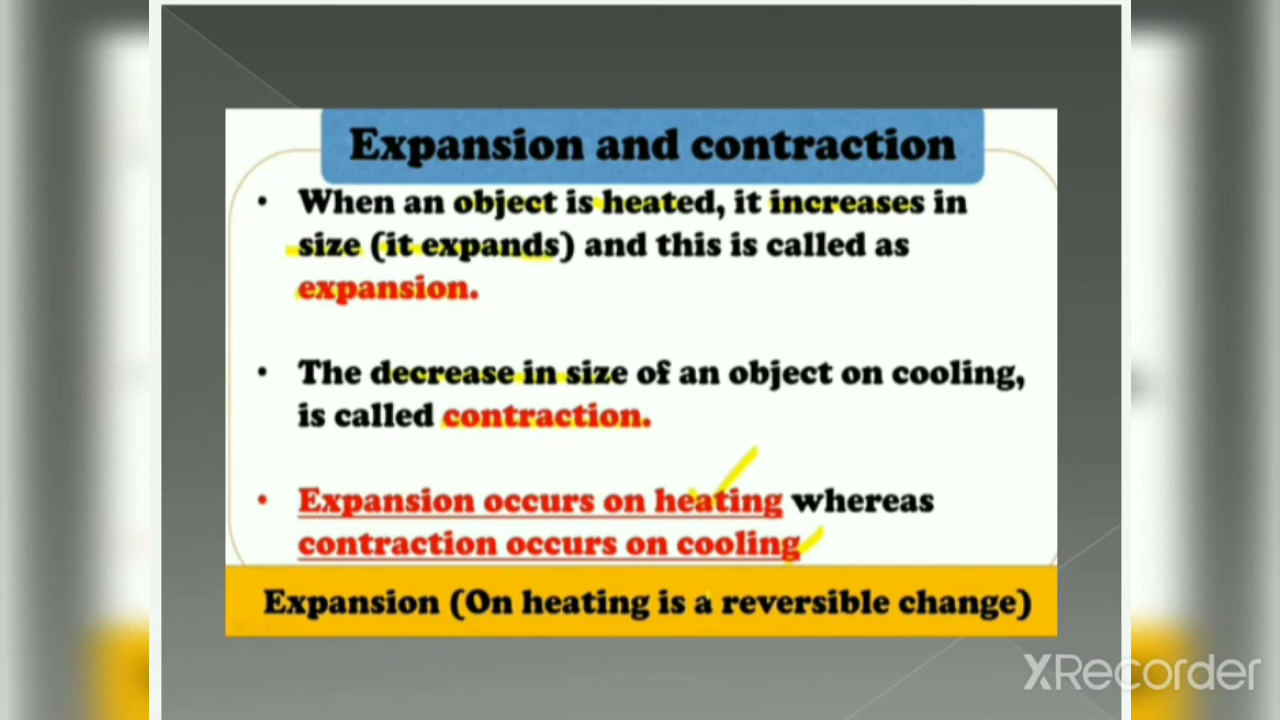 Expansion and contraction
• When an object is heated, it increases in
size (it expands) and this is called as
expansion.
• The decrease in size of an object on cooling,
is called contraction.
• Expansion occurs on heating whereas
contraction occurs on cooling
Expansion (On heating is a reversible change)
XRecorder